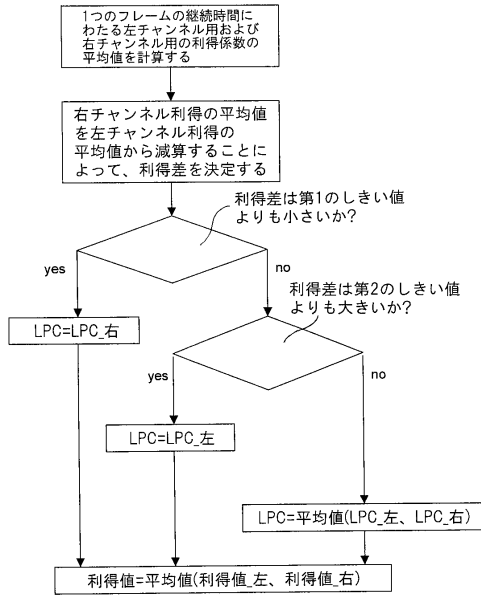 1つのフレームの継続時間に
わたる左チャンネル用および
右チャンネル用の利得係数の
平均値を計算する
右チャンネル利得の平均値
を左チャンネル利得の
平均値から減算することに
よって、利得差を決定する
利得差は第1のしきい値
よりも小さいか?
yes
no
利得差は第2のしきい値
よりも大きいか?
LPC=LPC_右
yes
no
LPC=LPC_左
LPC=平均値(LPC_左、LPC_右)
利得値=平均値(利得値_左、利得値_右)